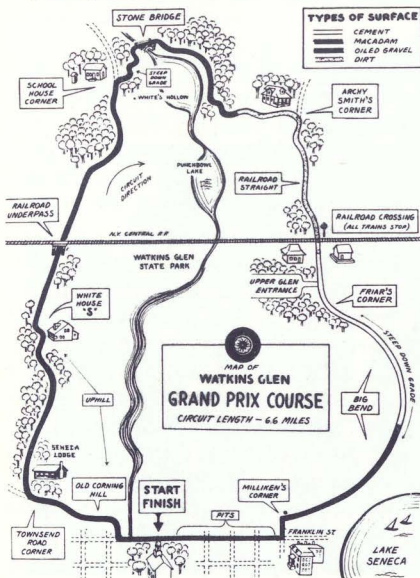 STONE BRIDGE
TYPES OF SURFACE
CEMENT
MACADAM
OILED GRAVEL
DIRT
STEEP
DOWN
GRADE
WHITE'S HOLLOW
SCHOOL
HOUSE
CORNER
ARCHY
SMITH'S
CORNER
CIRCUIT
DIRECTION
PUNCHBOWL
LAKE
RAILROAD
STRAIGHT
RAILROAD
UNDERPASS
RAILROAD CROSSING
(ALL TRAINS STOP)
N.Y. CENTRAL R.R
WATKINS GLEN
STATE PARK
UPPER GLEN
ENTRANCE
FRIAR'S
CORNER
WHITE
HOUSE
"S"
STEEP DOWN GRADE
MAP OF
WATKINS GLEN
GRAND PRIX COURSE
CIRCUIT LENGTH - 6.6 MILES
BIG
BEND
UPHILL
SENECA
LODGE
OLD CORNING
HILL
START
FINISH
MILLIKEN'S
CORNER
PITS
FRANKLIN ST.
TOWNSEND
ROAD
CORNER
LAKE
SENECA